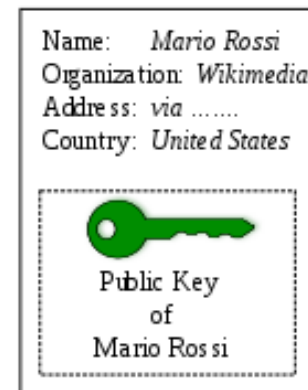 Name: Mario Rossi
Organization: Wikimedia
Address: via .......
Country: United States
Public Key
of
Mario Rossi